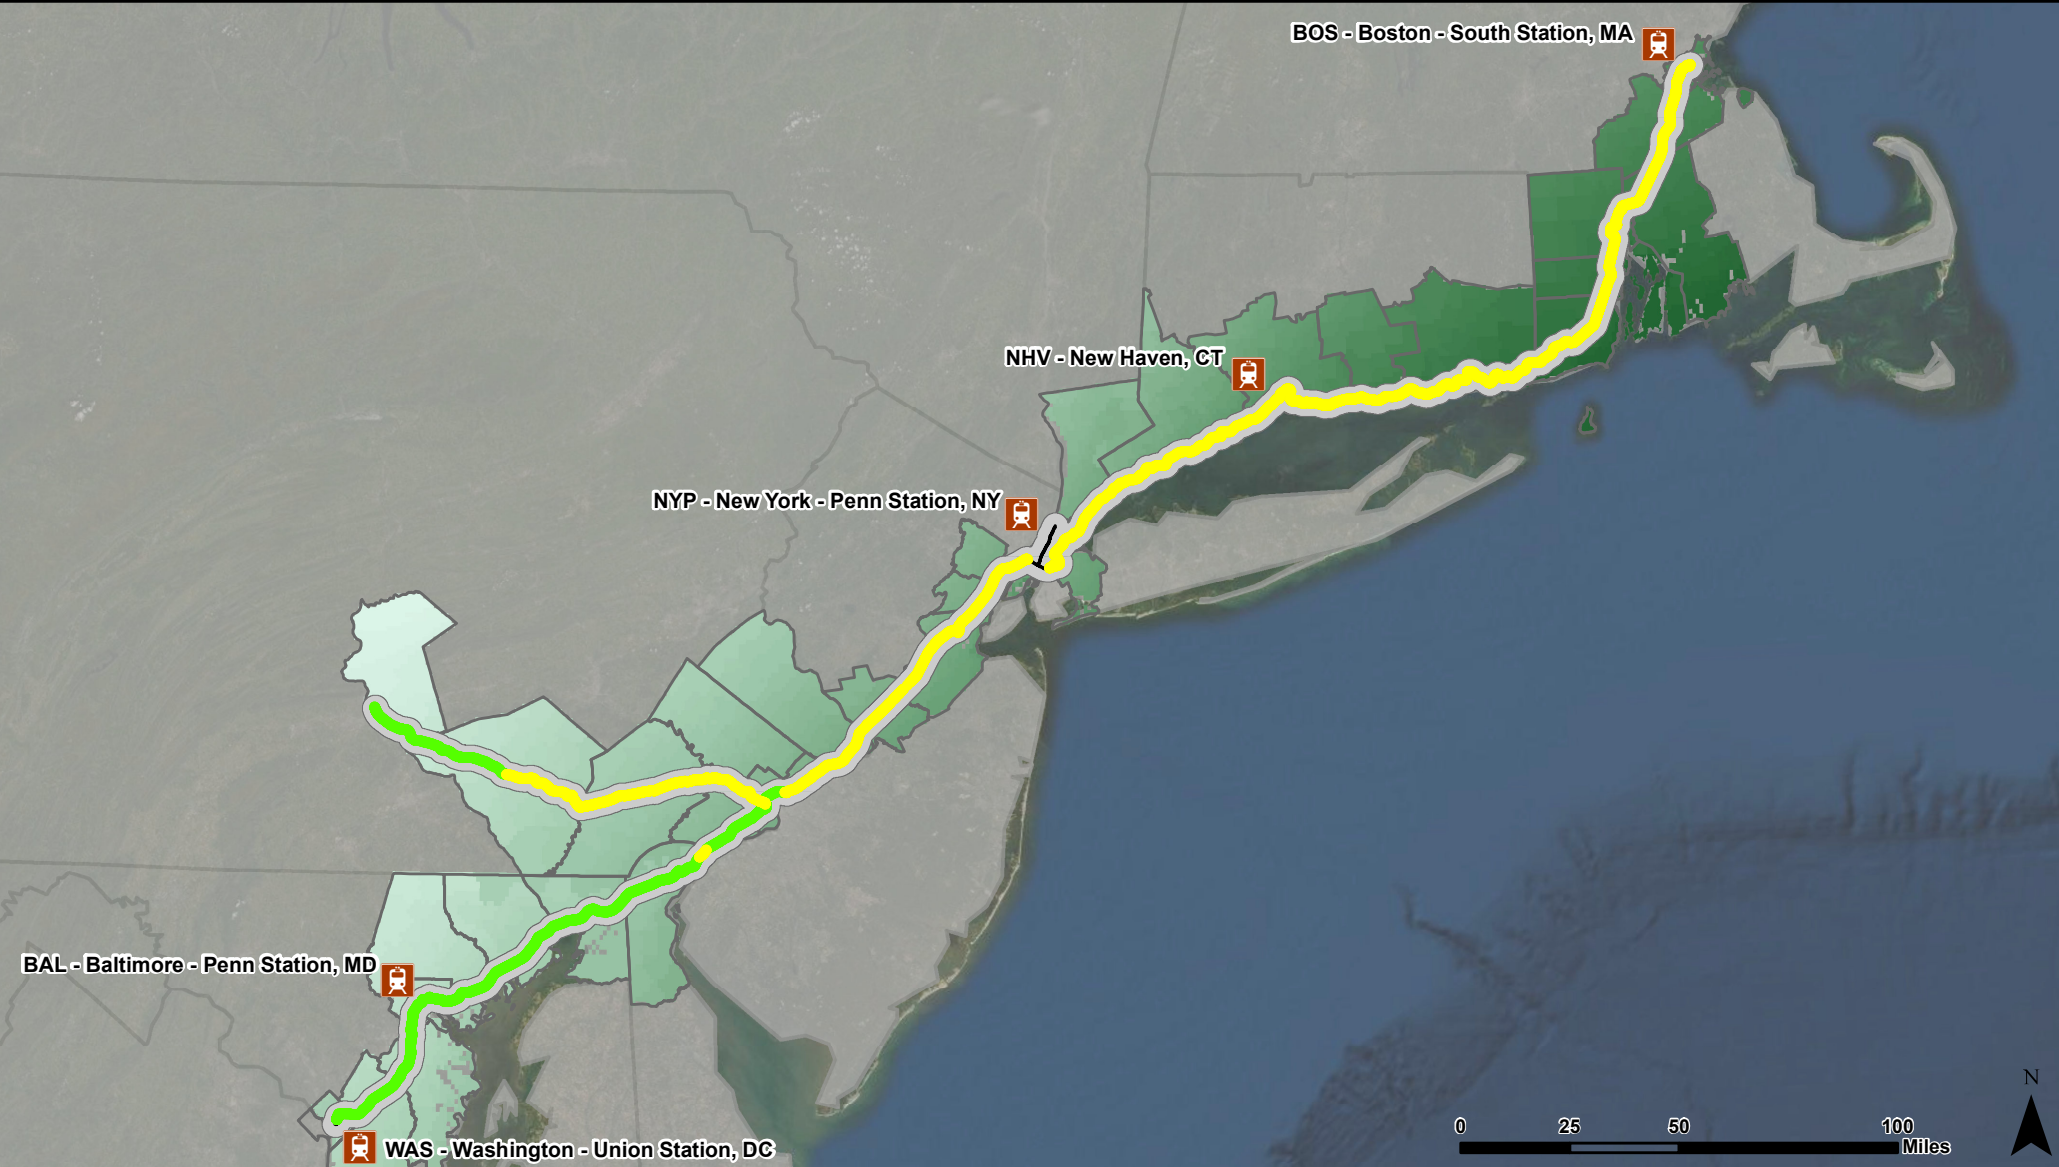 BOS - Boston - South Station, MA
NHV - New Haven, CT
NYP - New York - Penn Station, NY
BAL - Baltimore - Penn Station, MD
WAS - Washington - Union Station, DC
N
0 25 50 100
Miles